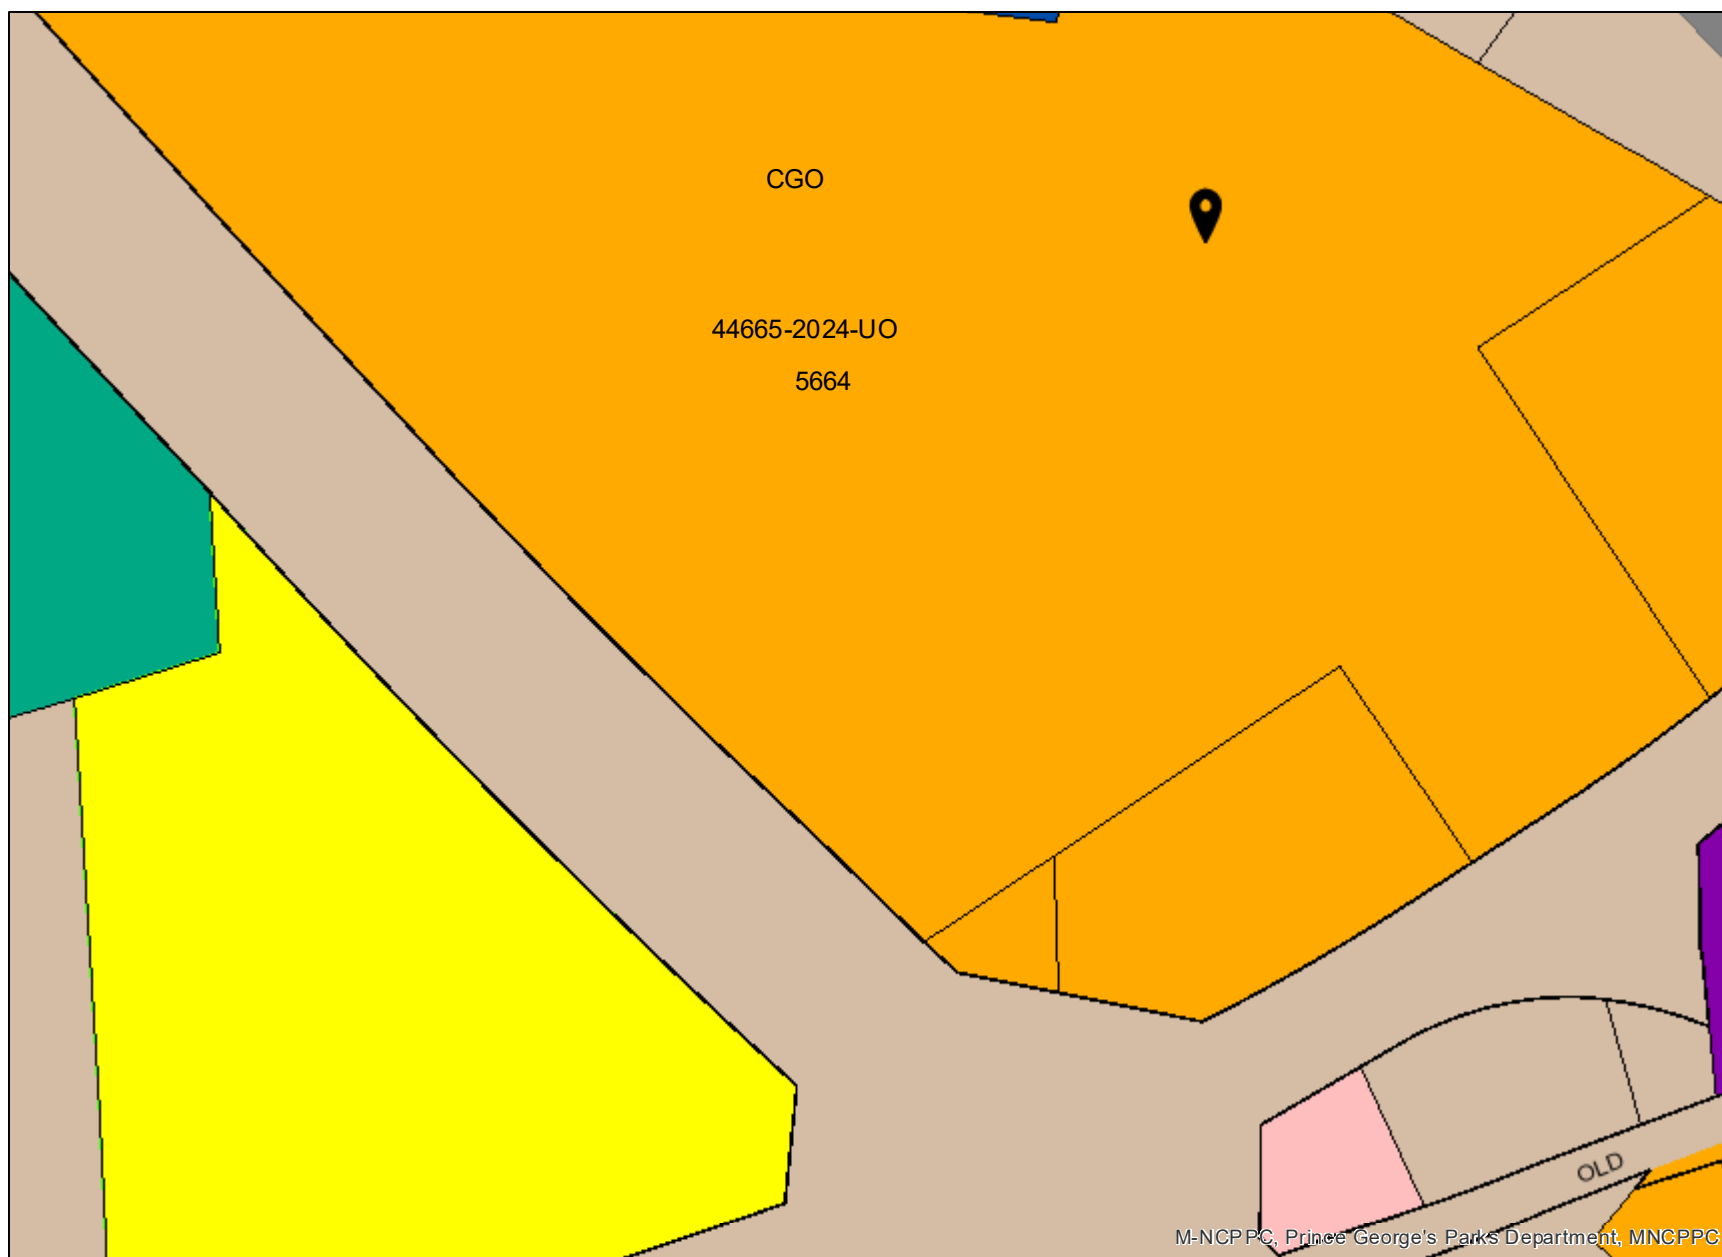 CGO
44665-2024-UO
5664
OLD
M-NCPPC, Prince George's Parks Department, MNCPPC